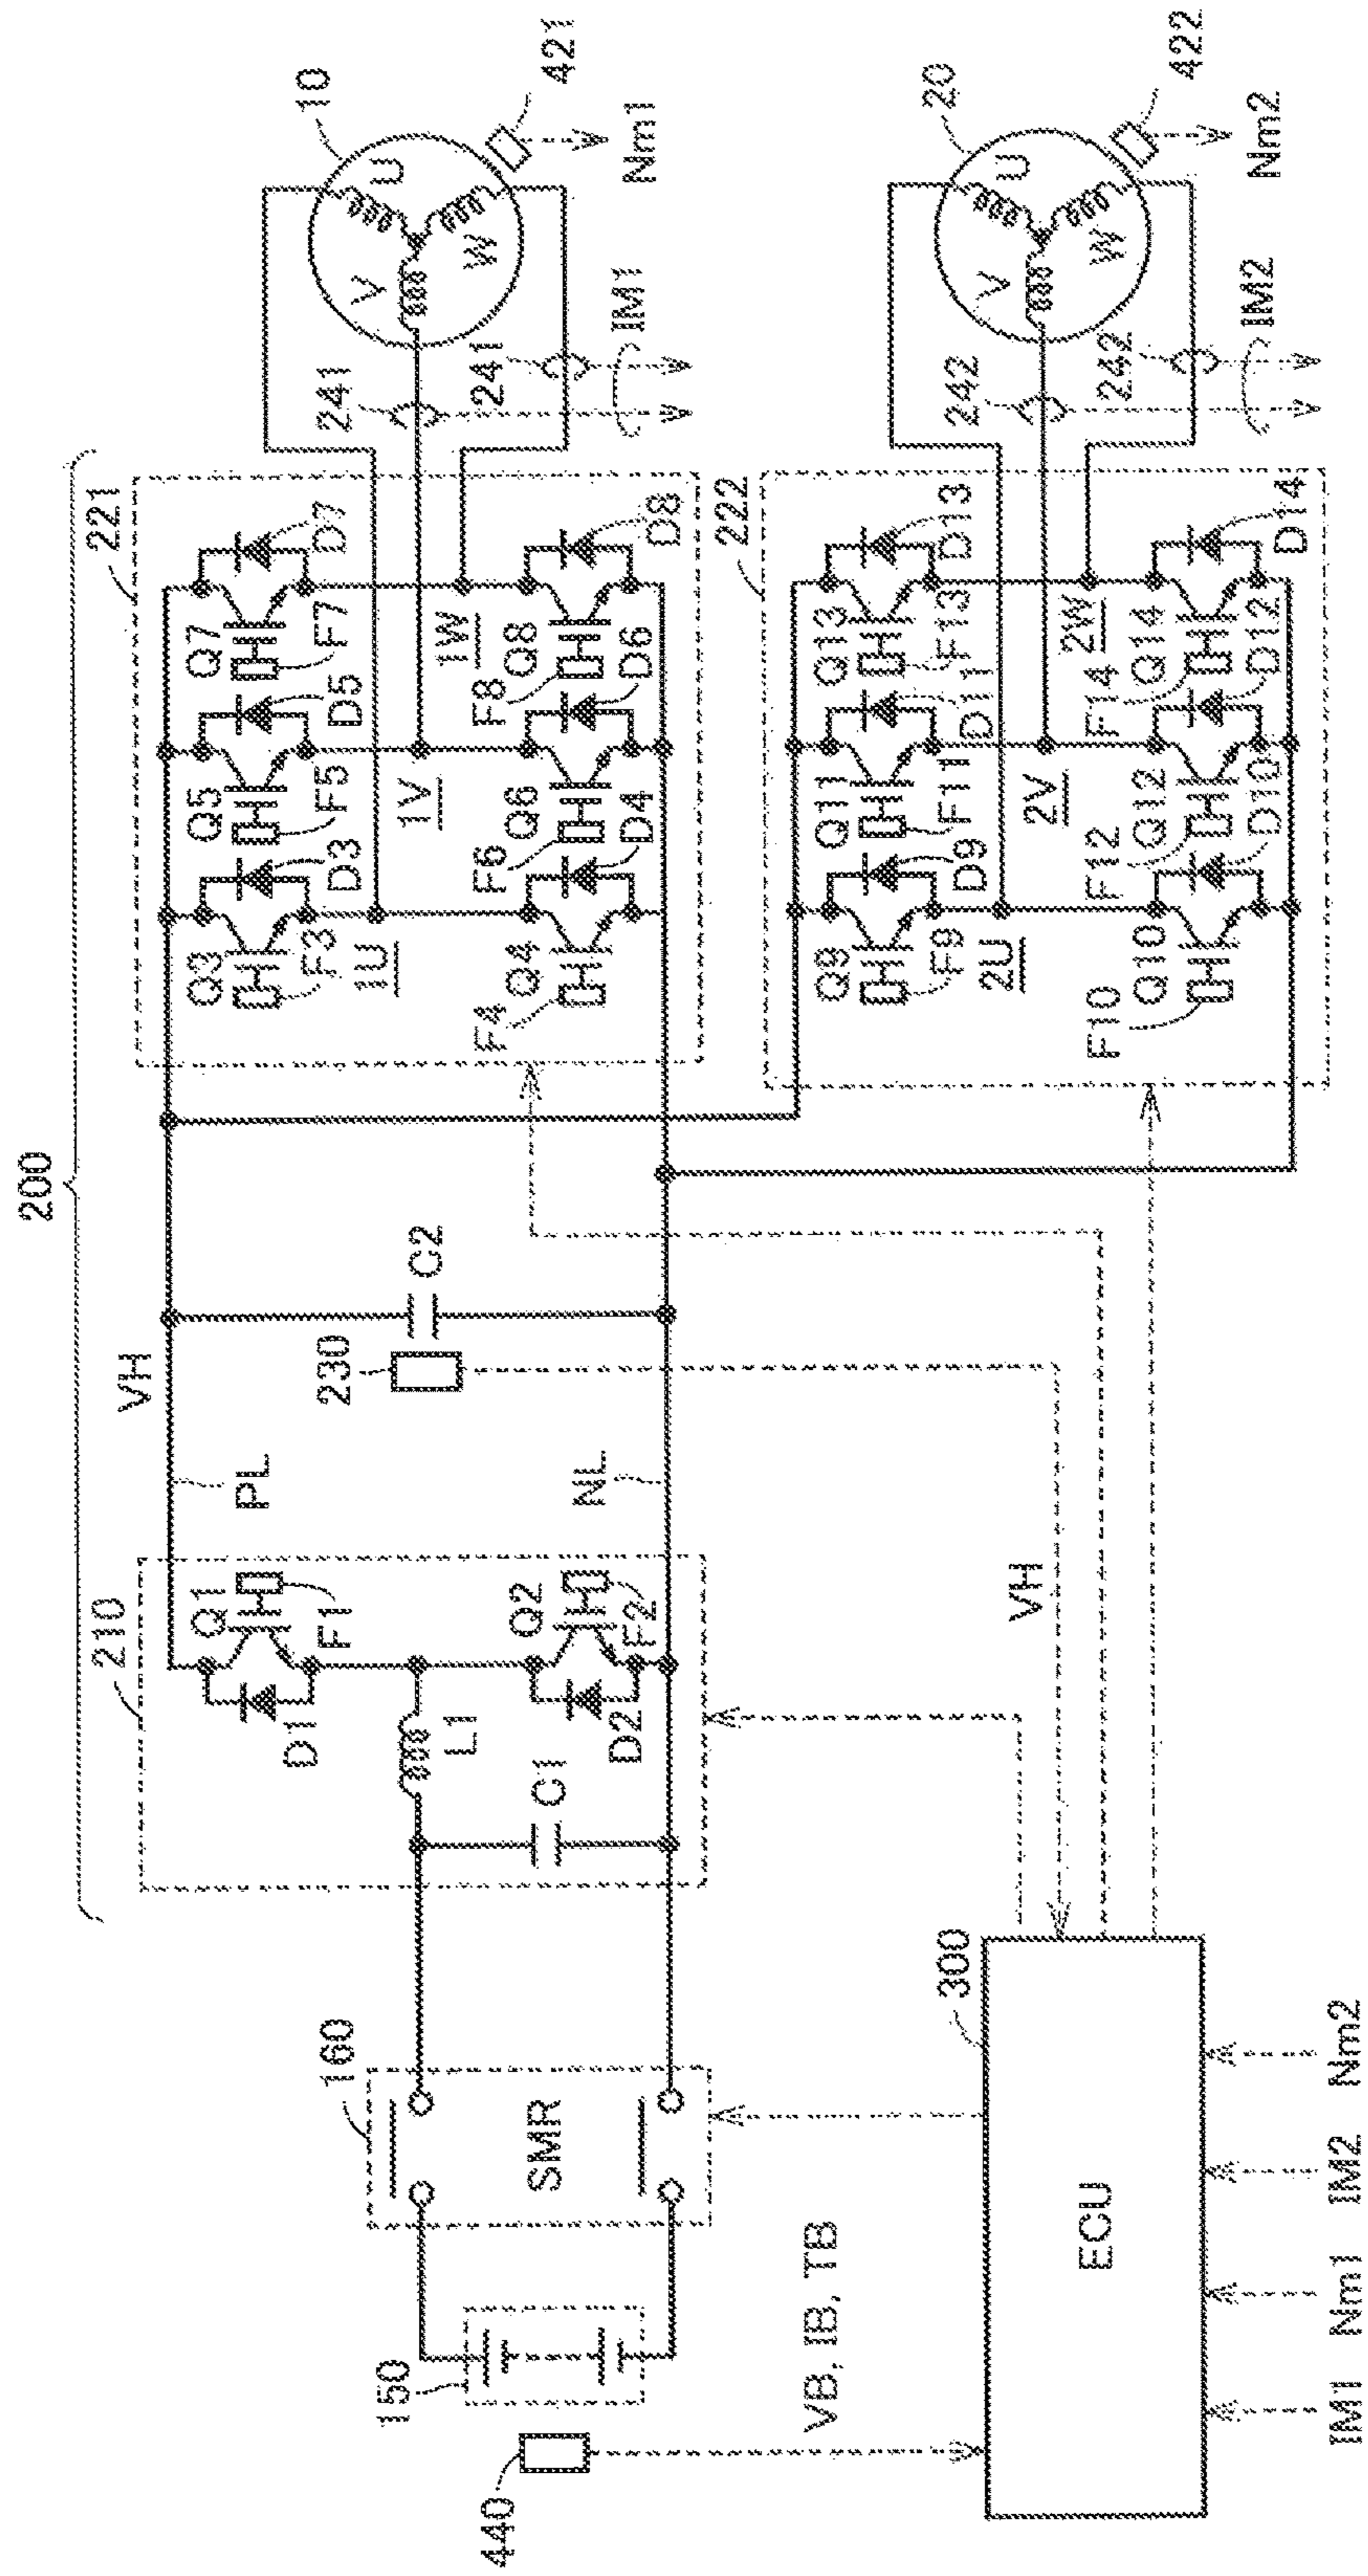 200
210
VH
221
10
421
Q1
D1
F1
PL
Q3
D3
F3
Q5
D5
F5
Q7
D7
F7
U
V
W
Nm1
160
150
440
SMR
L1
C1
Q2
D2
F2
230
C2
NL
1U
1V
1W
241
241
IM1
F4
Q4
D4
F6
Q6
D6
F8
Q8
D8
222
20
422
Q9
D9
F9
Q11
D11
F11
Q13
D13
F13
U
V
W
Nm2
2U
2V
2W
242
242
IM2
F10
Q10
D10
F12
Q12
D12
F14
Q14
D14
VB, IB, TB
300
VH
ECU
IM1
Nm1
IM2
Nm2